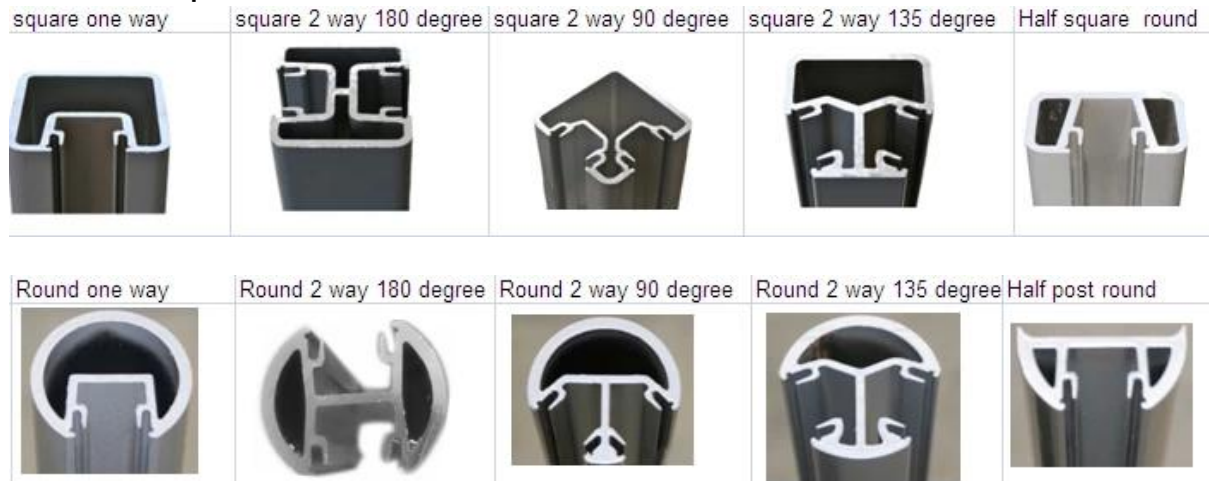 square one way
square 2 way 180 degree
square 2 way 90 degree
square 2 way 135 degree
Half square round
Round one way
Round 2 way 180 degree
Round 2 way 90 degree
Round 2 way 135 degree
Half post round